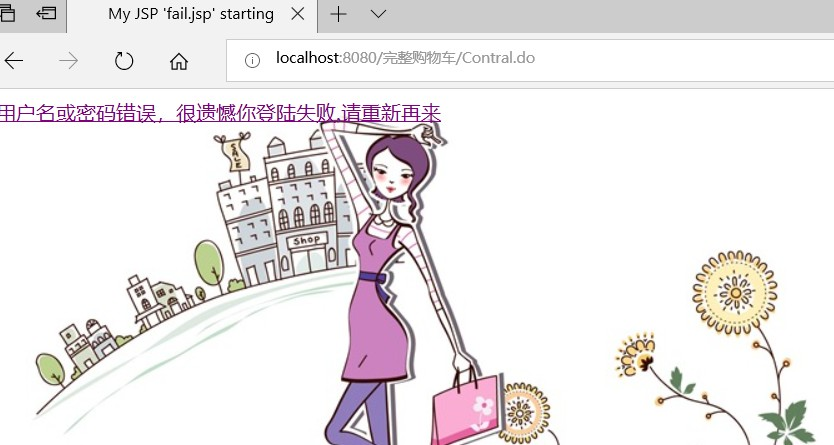 My JSP 'fail.jsp' starting
localhost:8080/完整购物车/Contral.do
用户名或密码错误，很遗憾你登陆失败,请重新再来
SALE
Shop